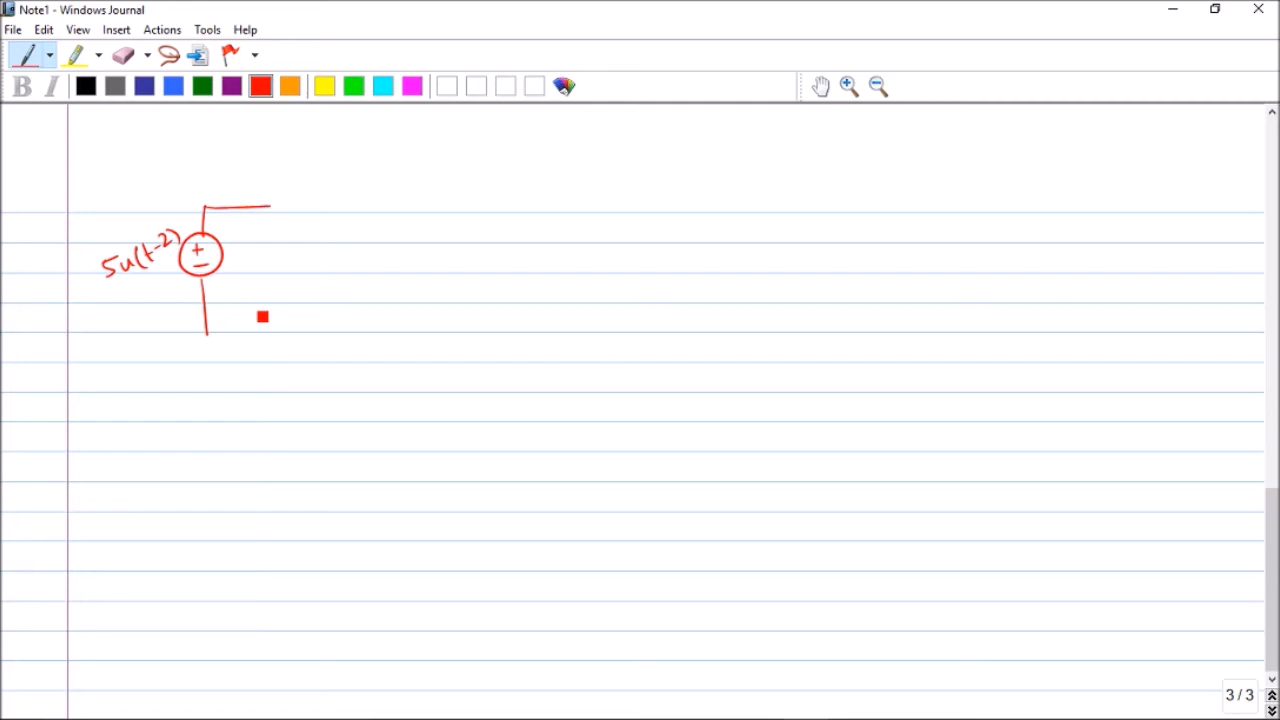 Note1 - Windows Journal
File Edit View Insert Actions Tools Help
B I
5u(t-2)
+
−
3 / 3